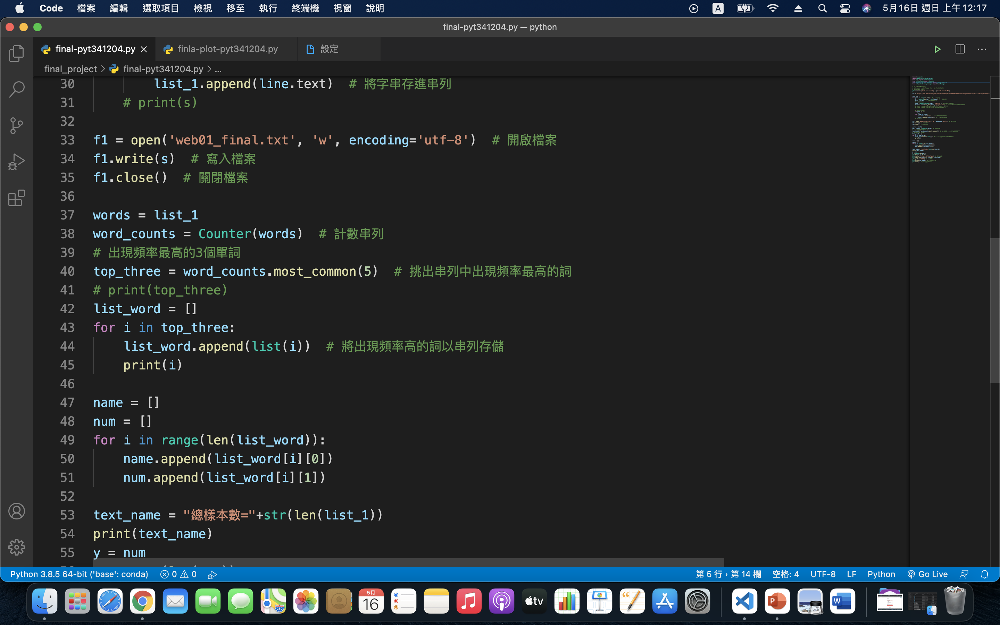 Code 檔案 編輯 選取項目 檢視 移至 執行 終端機 視窗 說明 A 5月16日 週日 上午12:17
final-pyt341204.py — python
final-pyt341204.py finla-plot-pyt341204.py 設定
final_project > final-pyt341204.py > ...
30 list_1.append(line.text)  # 將字串存進串列
31 # print(s)
32
33 f1 = open('web01_final.txt', 'w', encoding='utf-8')  # 開啟檔案
34 f1.write(s)  # 寫入檔案
35 f1.close()  # 關閉檔案
36
37 words = list_1
38 word_counts = Counter(words)  # 計數串列
39 # 出現頻率最高的3個單詞
40 top_three = word_counts.most_common(5)  # 挑出串列中出現頻率最高的詞
41 # print(top_three)
42 list_word = []
43 for i in top_three:
44     list_word.append(list(i))  # 將出現頻率高的詞以串列存儲
45     print(i)
46
47 name = []
48 num = []
49 for i in range(len(list_word)):
50     name.append(list_word[i][0])
51     num.append(list_word[i][1])
52
53 text_name = "總樣本數="+str(len(list_1))
54 print(text_name)
55 y = num
Python 3.8.5 64-bit ('base': conda) 0 0 第 5 行，第 14 欄 空格: 4 UTF-8 LF Python Go Live
5月
16
280
tv
P
W